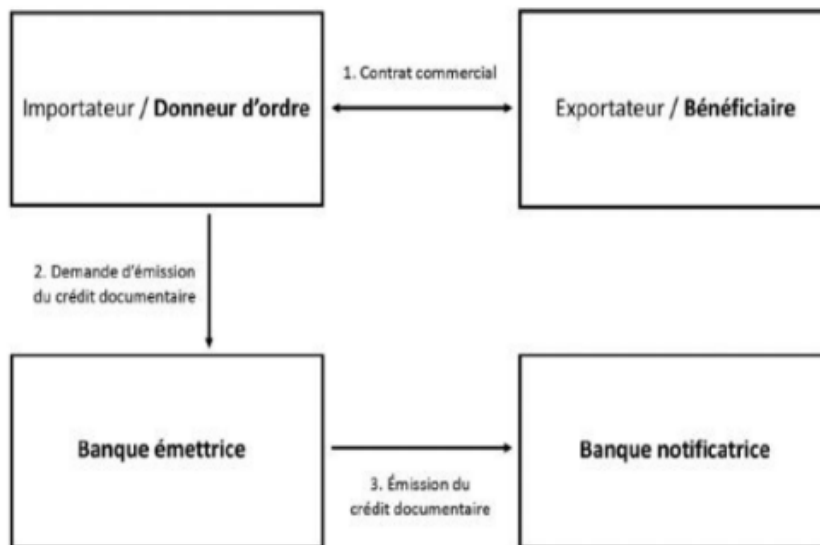 1. Contrat commercial
Importateur / Donneur d'ordre
Exportateur / Bénéficiaire
2. Demande d'émission
du crédit documentaire
Banque émettrice
Banque notificatrice
3. Émission du
crédit documentaire